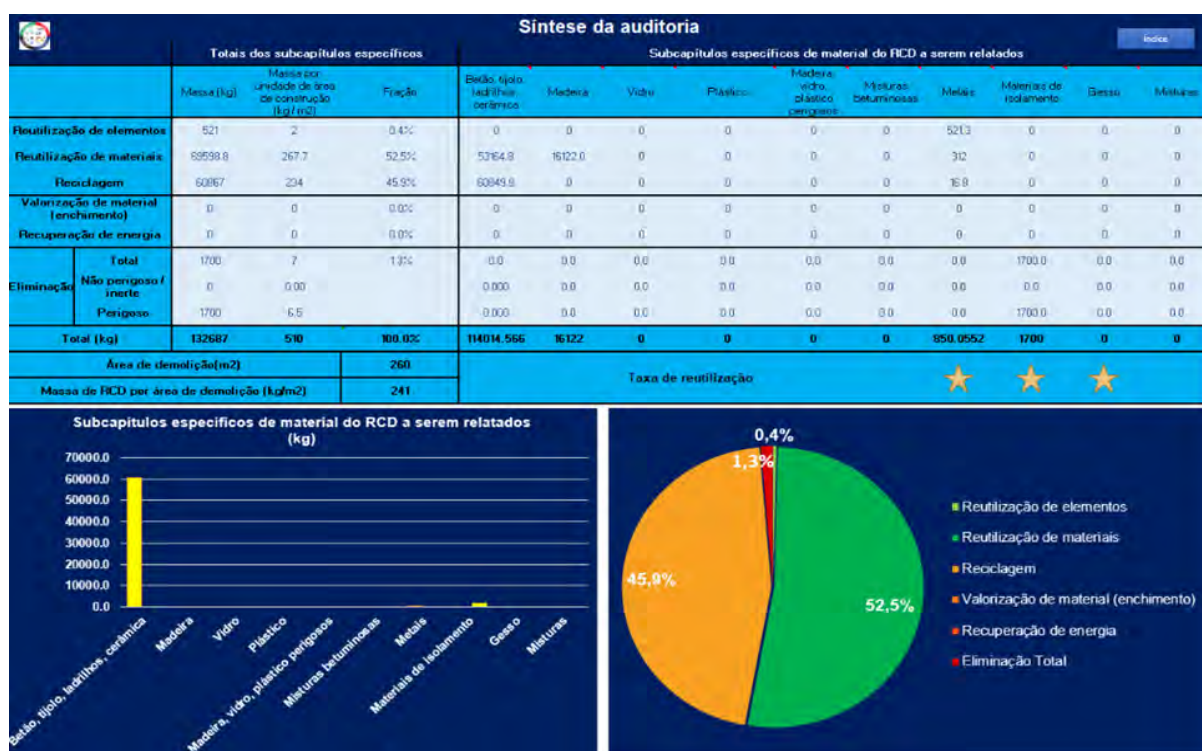 Síntese da auditoria
Índice
Totais dos subcapítulos específicos
Subcapítulos específicos de material do RCD a serem relatados
Massa (kg)
Massa por unidade de área de construção (kg / m2)
Fração
Betão, tijolo, ladrilhos, cerâmica
Madeira
Vidro
Plástico
Madeira, vidro, plástico perigosos
Misturas betuminosas
Metais
Materiais de isolamento
Gesso
Misturas
Reutilização de elementos 521 2 0.4% 0 0 0 0 0 0 521.3 0 0 0
Reutilização de materiais 69598.8 267.7 52.5% 53164.8 16122.0 0 0 0 0 312 0 0 0
Reciclagem 60867 234 45.9% 60849.8 0 0 0 0 0 16.8 0 0 0
Valorização de material (enchimento) 0 0 0.0% 0 0 0 0 0 0 0 0 0 0
Recuperação de energia 0 0 0.0% 0 0 0 0 0 0 0 0 0 0
Eliminação
Total 1700 7 1.3% 0.0 0.0 0.0 0.0 0.0 0.0 0.0 1700.0 0.0 0.0
Não perigoso / inerte 0 0.00 0.000 0.0 0.0 0.0 0.0 0.0 0.0 0.0 0.0 0.0
Perigoso 1700 6.5 0.000 0.0 0.0 0.0 0.0 0.0 0.0 1700.0 0.0 0.0
Total (kg) 132687 510 100.0% 114014.566 16122 0 0 0 0 850.0552 1700 0 0
Área de demolição(m2) 260
Massa de RCD por área de demolição (kg/m2) 241
Taxa de reutilização
Subcapítulos específicos de material do RCD a serem relatados
(kg)
70000.0
60000.0
50000.0
40000.0
30000.0
20000.0
10000.0
0.0
Betão, tijolo, ladrilhos, cerâmica
Madeira
Vidro
Plástico
Madeira, vidro, plástico perigosos
Misturas betuminosas
Metais
Materiais de isolamento
Gesso
Misturas
0,4%
1,3%
45,9%
52,5%
Reutilização de elementos
Reutilização de materiais
Reciclagem
Valorização de material (enchimento)
Recuperação de energia
Eliminação Total